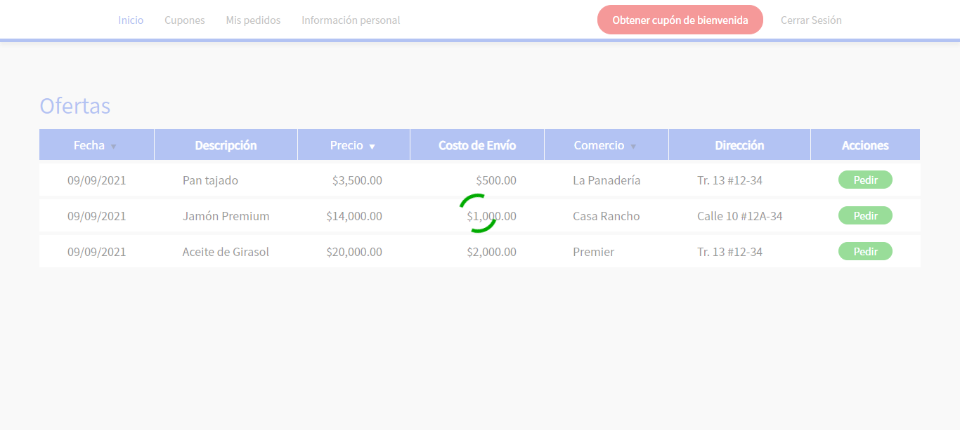 Inicio Cupones Mis pedidos Información personal Obtener cupón de bienvenida Cerrar Sesión
Ofertas
Fecha ▼ Descripción Precio ▼ Costo de Envío Comercio ▼ Dirección Acciones
09/09/2021 Pan tajado $3,500.00 $500.00 La Panadería Tr. 13 #12-34 Pedir
09/09/2021 Jamón Premium $14,000.00 $1,000.00 Casa Rancho Calle 10 #12A-34 Pedir
09/09/2021 Aceite de Girasol $20,000.00 $2,000.00 Premier Tr. 13 #12-34 Pedir